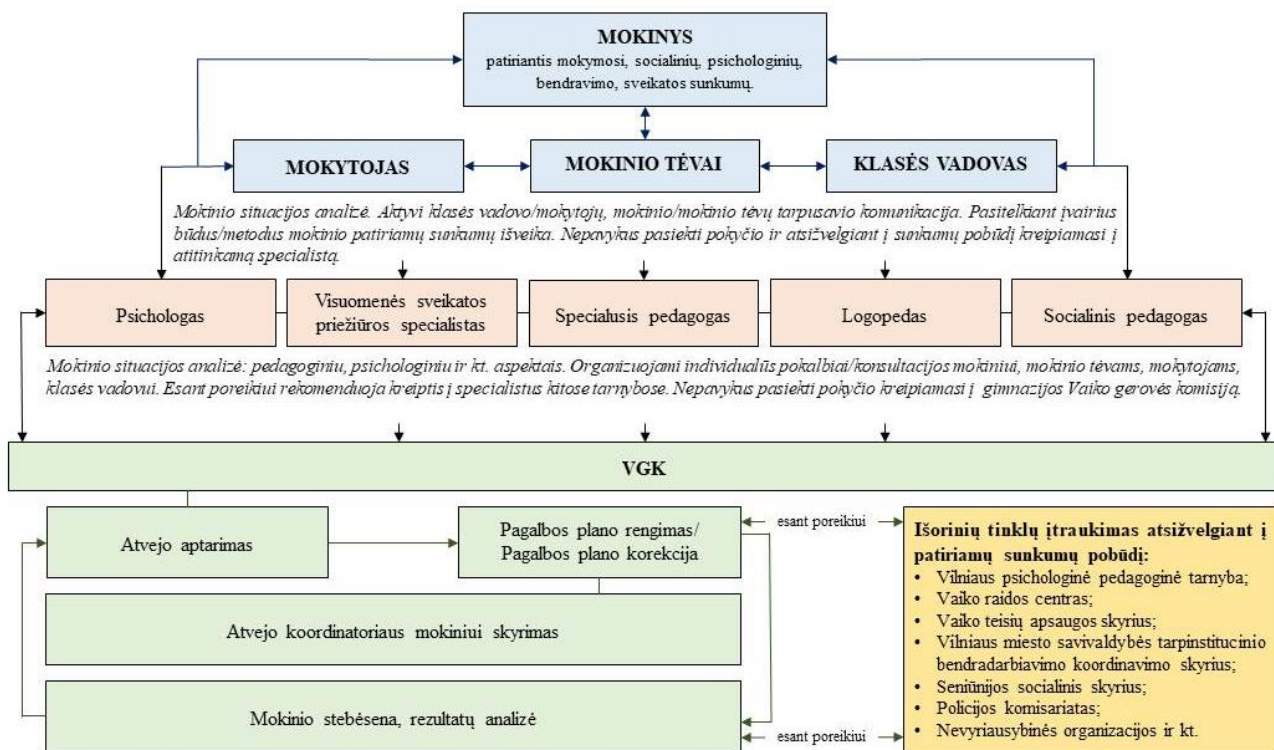 MOKINYS
patiriantis mokymosi, socialinių, psichologinių,
bendravimo, sveikatos sunkumų.
MOKYTOJAS
MOKINIO TĖVAI
KLASĖS VADOVAS
Mokinio situacijos analizė. Aktyvi klasės vadovo/mokytojų, mokinio/mokinio tėvų tarpusavio komunikacija. Pasitelkiant įvairius
būdus/metodus mokinio patiriamų sunkumų išveika. Nepavykus pasiekti pokyčio ir atsižvelgiant į sunkumų pobūdį kreipiamasi į
atitinkamą specialistą.
Psichologas
Visuomenės sveikatos
priežiūros specialistas
Specialusis pedagogas
Logopedas
Socialinis pedagogas
Mokinio situacijos analizė: pedagoginiu, psichologiniu ir kt. aspektais. Organizuojami individualūs pokalbiai/konsultacijos mokiniui, mokinio tėvams, mokytojams,
klasės vadovui. Esant poreikiui rekomenduoja kreiptis į specialistus kitose tarnybose. Nepavykus pasiekti pokyčio kreipiamasi į gimnazijos Vaiko gerovės komisiją.
VGK
Atvejo aptarimas
Pagalbos plano rengimas/
Pagalbos plano korekcija
esant poreikiui
Atvejo koordinatoriaus mokiniui skyrimas
Mokinio stebėsena, rezultatų analizė
esant poreikiui
Išorinių tinklų įtraukimas atsižvelgiant į
patiriamų sunkumų pobūdį:
• Vilniaus psichologinė pedagoginė tarnyba;
• Vaiko raidos centras;
• Vaiko teisių apsaugos skyrius;
• Vilniaus miesto savivaldybės tarpinstitucinio
bendradarbiavimo koordinavimo skyrius;
• Seniūnijos socialinis skyrius;
• Policijos komisariatas;
• Nevyriausybinės organizacijos ir kt.